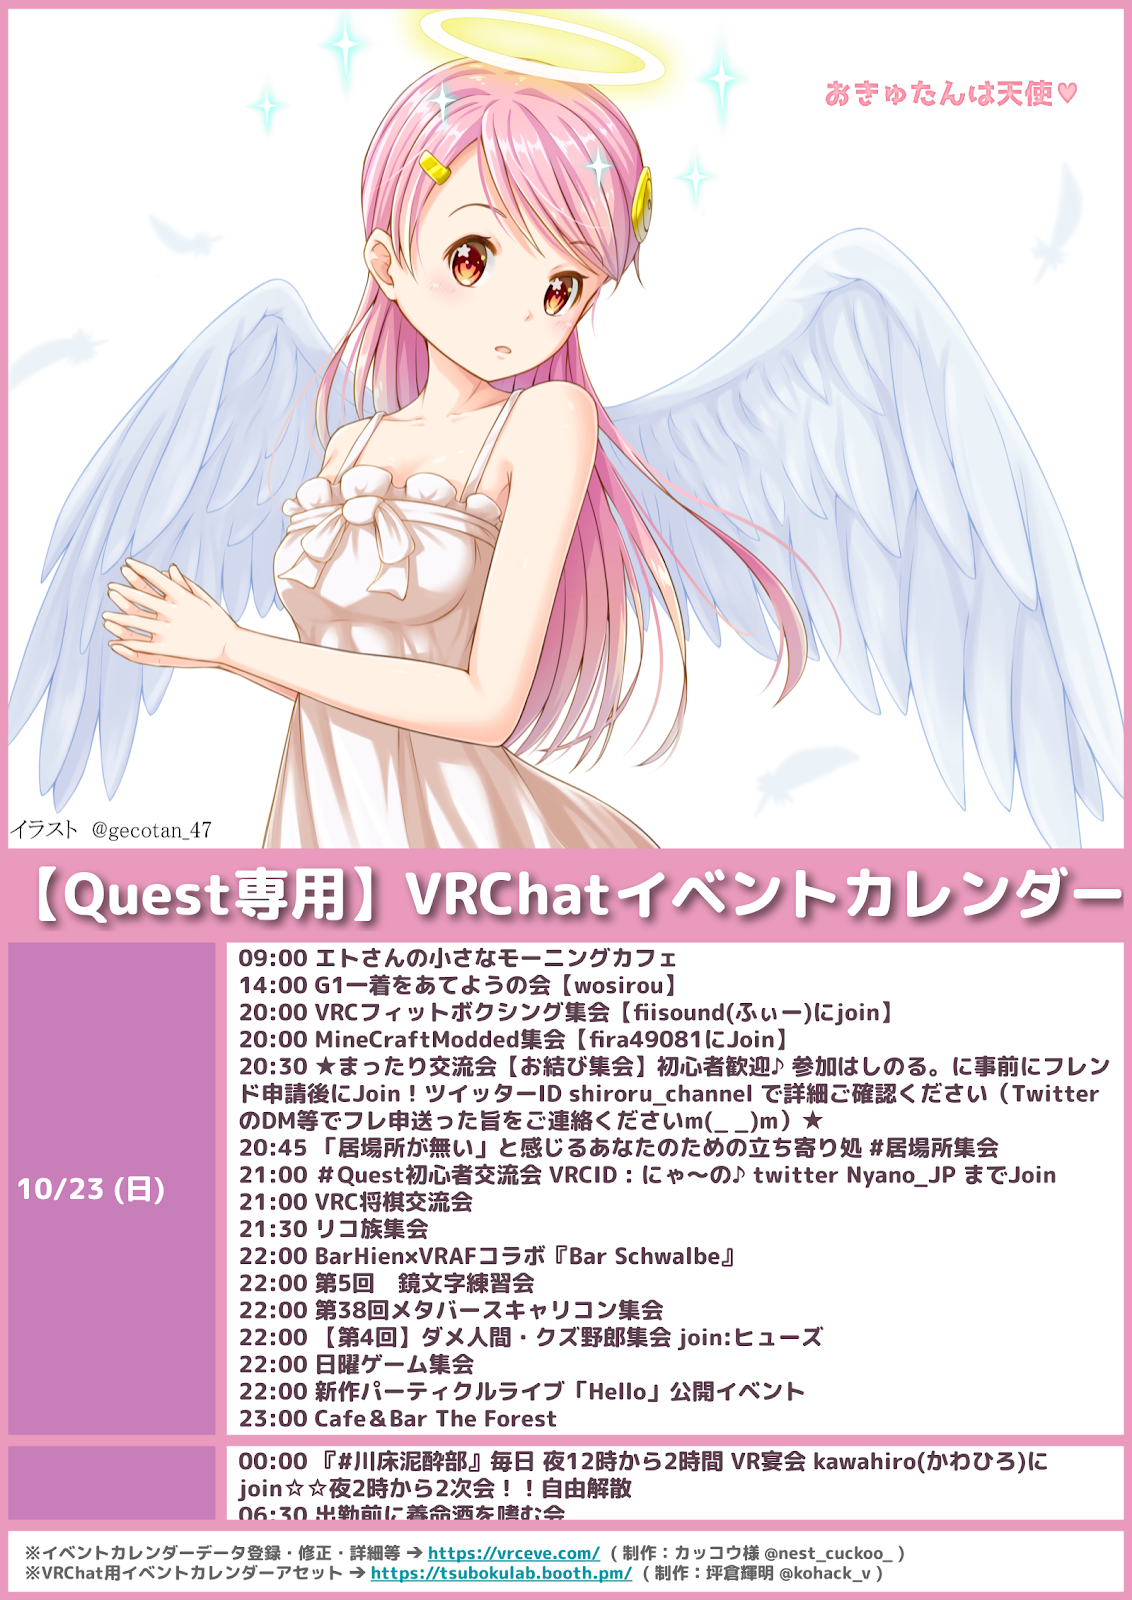 おきゅたんは天使♥
イラスト @gecotan_47
【Quest専用】VRChatイベントカレンダー
10/23 (日)
09:00 エトさんの小さなモーニングカフェ
14:00 G1一着をあてようの会【wosirou】
20:00 VRCフィットボクシング集会【fiisound(ふぃー)にjoin】
20:00 MineCraftModded集会【fira49081にJoin】
20:30 ★まったり交流会【お結び集会】初心者歓迎♪ 参加はしのる。に事前にフレン
ド申請後にJoin！ツイッターID shiroru_channel で詳細ご確認ください（Twitter
のDM等でフレ申送った旨をご連絡くださいm(_ _)m）★
20:45 「居場所が無い」と感じるあなたのための立ち寄り処 #居場所集会
21:00 ＃Quest初心者交流会 VRCID：にゃ～の♪ twitter Nyano_JP までJoin
21:00 VRC将棋交流会
21:30 リコ族集会
22:00 BarHien×VRAFコラボ『Bar Schwalbe』
22:00 第5回　鏡文字練習会
22:00 第38回メタバースキャリコン集会
22:00 【第4回】ダメ人間・クズ野郎集会 join:ヒューズ
22:00 日曜ゲーム集会
22:00 新作パーティクルライブ「Hello」公開イベント
23:00 Cafe＆Bar The Forest
00:00 『#川床泥酔部』毎日 夜12時から2時間 VR宴会 kawahiro(かわひろ)に
join☆☆夜2時から2次会！！自由解散
06:30 出勤前に養命酒を嗜む会
※イベントカレンダーデータ登録・修正・詳細等 ➔ https://vrceve.com/ （制作：カッコウ様 @nest_cuckoo_ ）
※VRChat用イベントカレンダーアセット ➔ https://tsubokulab.booth.pm/ （制作：坪倉輝明 @kohack_v ）